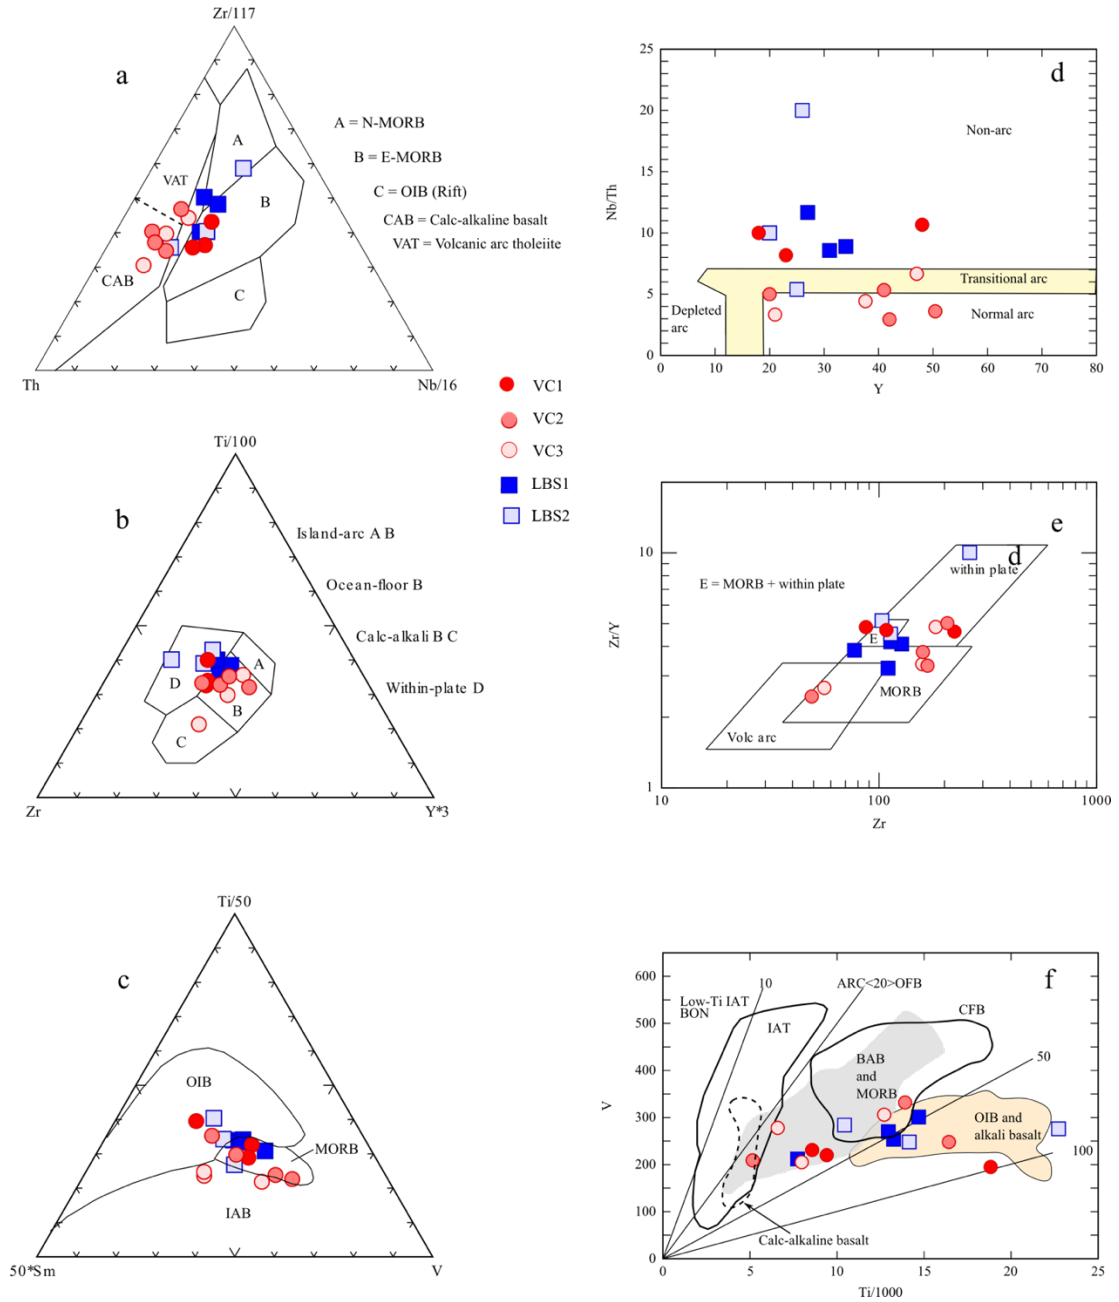 Zr/117
a
A = N-MORB
B = E-MORB
C = OIB (Rift)
CAB = Calc-alkaline basalt
VAT = Volcanic arc tholeiite
A
VAT
B
CAB
C
Th
Nb/16
VC1
VC2
VC3
LBS1
LBS2
Ti/100
b
Island-arc A B
Ocean-floor B
Calc-alkali B C
Within-plate D
A
D
B
C
Zr
Y*3
Ti/50
c
OIB
MORB
IAB
50*Sm
V
25
20
15
10
5
0
Nb/Th
d
Non-arc
Transitional arc
Depleted
arc
Normal arc
0
10
20
30
40
50
60
70
80
Y
10
1
Zr/Y
e
d
within plate
E = MORB + within plate
E
MORB
Volc arc
10
100
1000
Zr
600
500
400
300
200
100
0
V
f
Low-Ti IAT
BON
10
ARC<20>OFB
IAT
CFB
BAB
and
MORB
50
OIB and
alkali basalt
100
Calc-alkaline basalt
0
5
10
15
20
25
Ti/1000